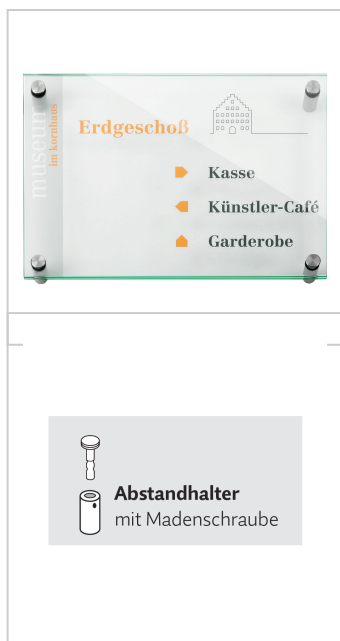 museum
im kornhaus
Erdgeschoß
Kasse
Künstler-Café
Garderobe
Abstandhalter
mit Madenschraube